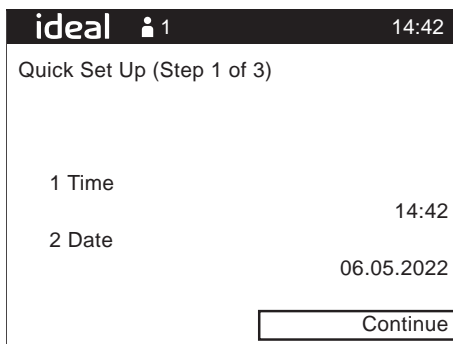 ideal 1 14:42
Quick Set Up (Step 1 of 3)
1 Time
14:42
2 Date
06.05.2022
Continue